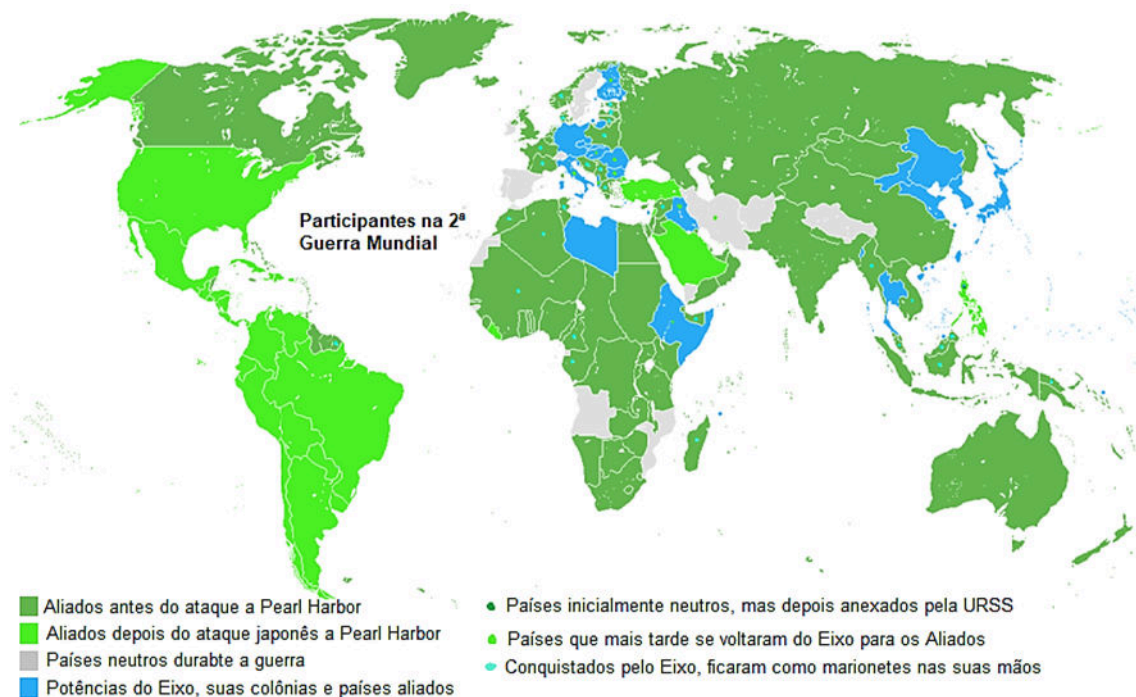 Participantes na 2ª
Guerra Mundial
Aliados antes do ataque a Pearl Harbor
Aliados depois do ataque japonês a Pearl Harbor
Países neutros durabte a guerra
Potências do Eixo, suas colônias e países aliados
Países inicialmente neutros, mas depois anexados pela URSS
Países que mais tarde se voltaram do Eixo para os Aliados
Conquistados pelo Eixo, ficaram como marionetes nas suas mãos